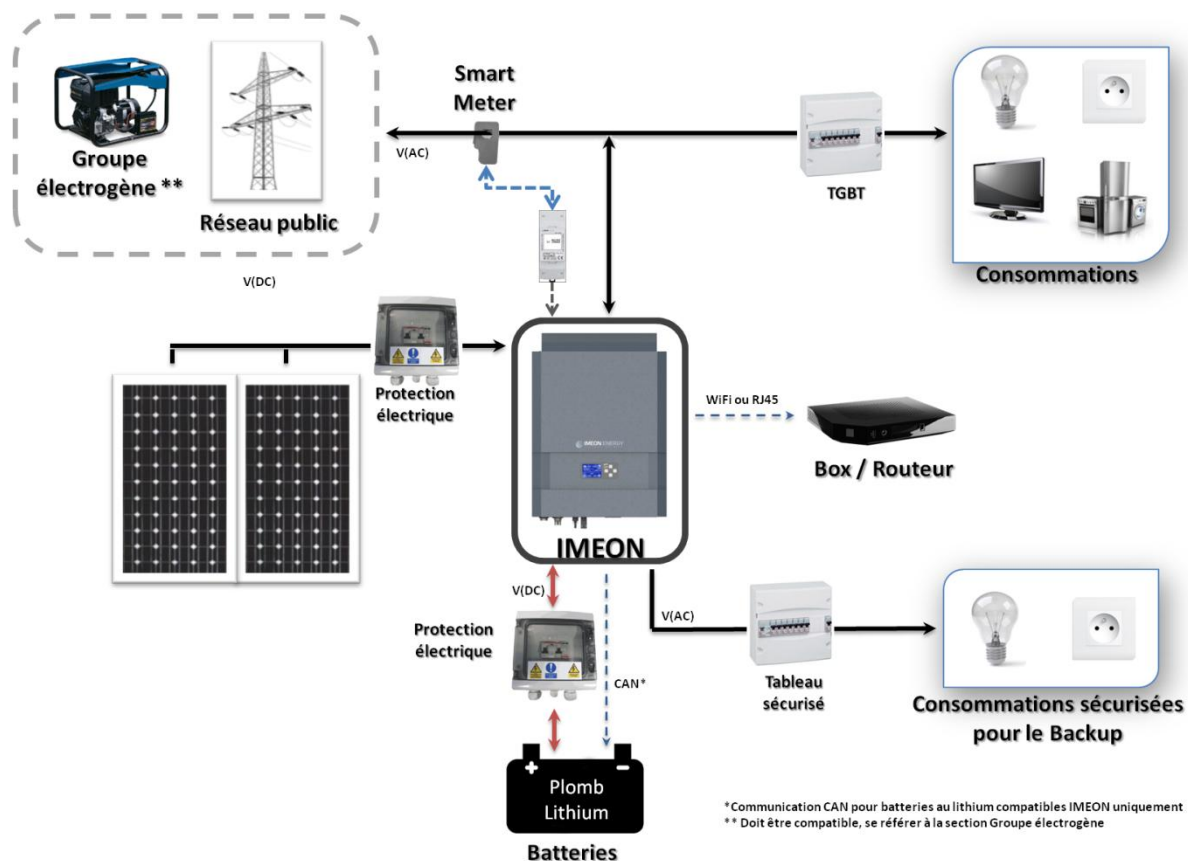 Smart
Meter
V(AC)
Groupe
électrogène **
Réseau public
TGBT
Consommations
V(DC)
Protection
électrique
IMEON ENERGY
WiFi ou RJ45
Box / Routeur
IMEON
V(DC)
Protection
électrique
CAN*
V(AC)
Tableau
sécurisé
Consommations sécurisées
pour le Backup
+
-
Plomb
Lithium
Batteries
*Communication CAN pour batteries au lithium compatibles IMEON uniquement
** Doit être compatible, se référer à la section Groupe électrogène